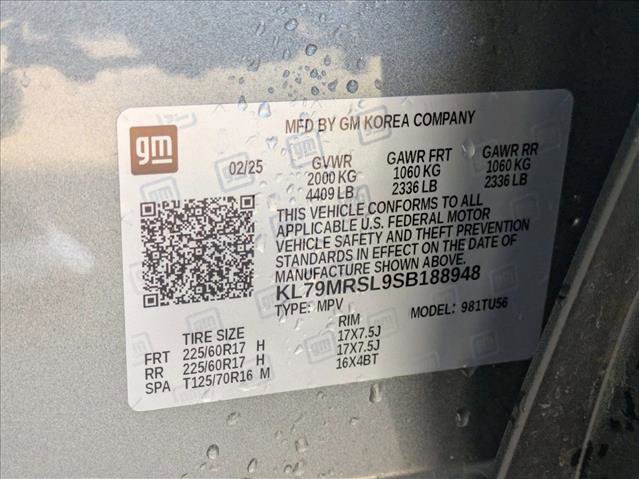 gm
MFD BY GM KOREA COMPANY
02/25 GVWR GAWR FRT GAWR RR
2000 KG 1060 KG 1060 KG
4409 LB 2336 LB 2336 LB
THIS VEHICLE CONFORMS TO ALL
APPLICABLE U.S. FEDERAL MOTOR
VEHICLE SAFETY AND THEFT PREVENTION
STANDARDS IN EFFECT ON THE DATE OF
MANUFACTURE SHOWN ABOVE.
KL79MRSL9SB188948
TYPE: MPV MODEL: 981TU56
TIRE SIZE RIM
FRT 225/60R17 H 17X7.5J
RR 225/60R17 H 17X7.5J
SPA T125/70R16 M 16X4BT